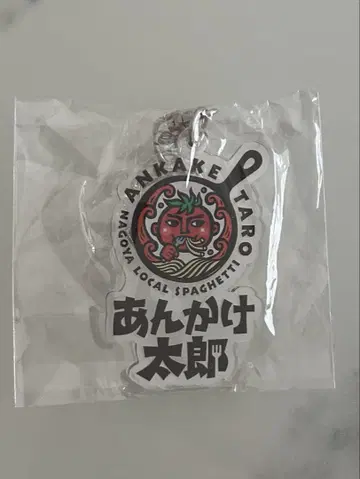 ANKAKE TARO
NAGOYA LOCAL SPAGHETTI
あんかけ
太郎